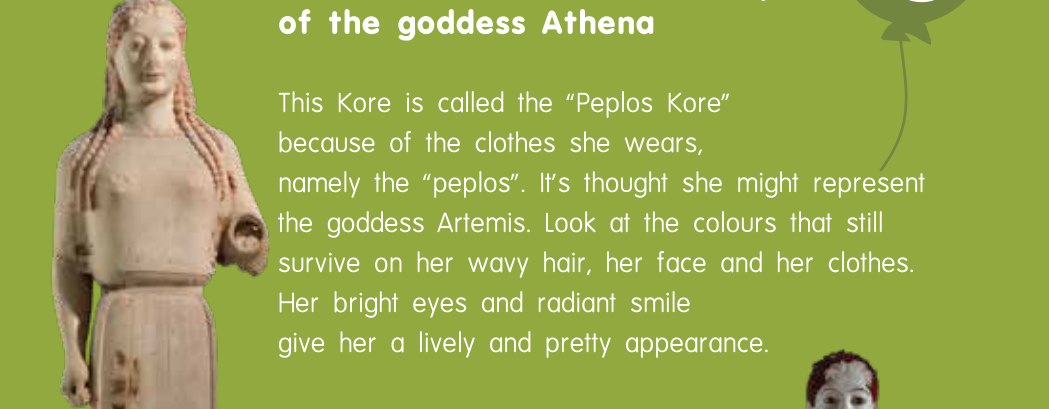 of the goddess Athena
This Kore is called the “Peplos Kore”
because of the clothes she wears,
namely the “peplos”. It’s thought she might represent
the goddess Artemis. Look at the colours that still
survive on her wavy hair, her face and her clothes.
Her bright eyes and radiant smile
give her a lively and pretty appearance.